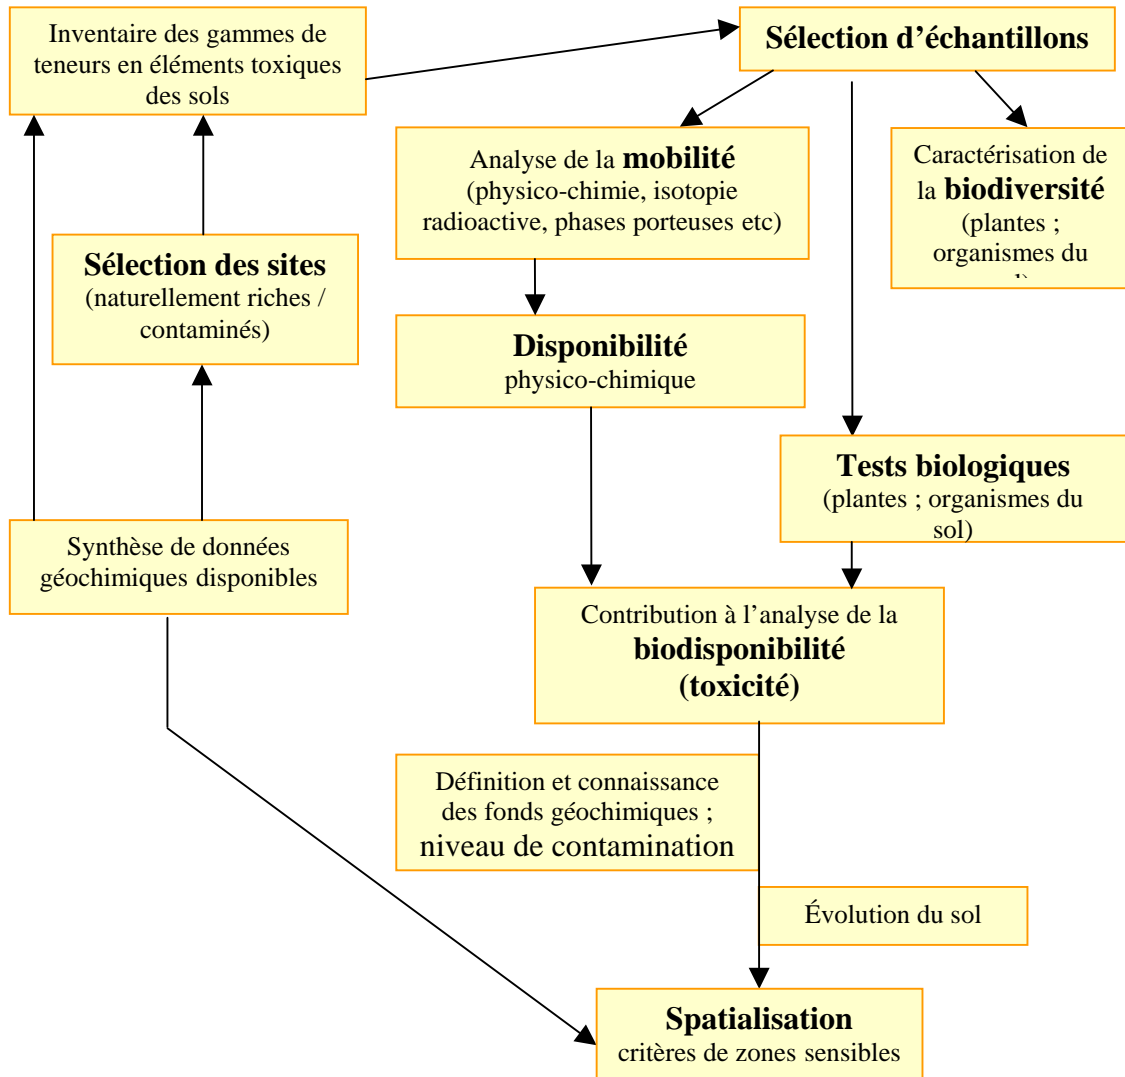 Inventaire des gammes de
teneurs en éléments toxiques
des sols
Sélection d’échantillons
Analyse de la mobilité
(physico-chimie, isotopie
radioactive, phases porteuses etc)
Caractérisation de
la biodiversité
(plantes ;
organismes du
Sélection des sites
(naturellement riches /
contaminés)
Disponibilité
physico-chimique
Tests biologiques
(plantes ; organismes du
sol)
Synthèse de données
géochimiques disponibles
Contribution à l’analyse de la
biodisponibilité
(toxicité)
Définition et connaissance
des fonds géochimiques ;
niveau de contamination
Évolution du sol
Spatialisation
critères de zones sensibles